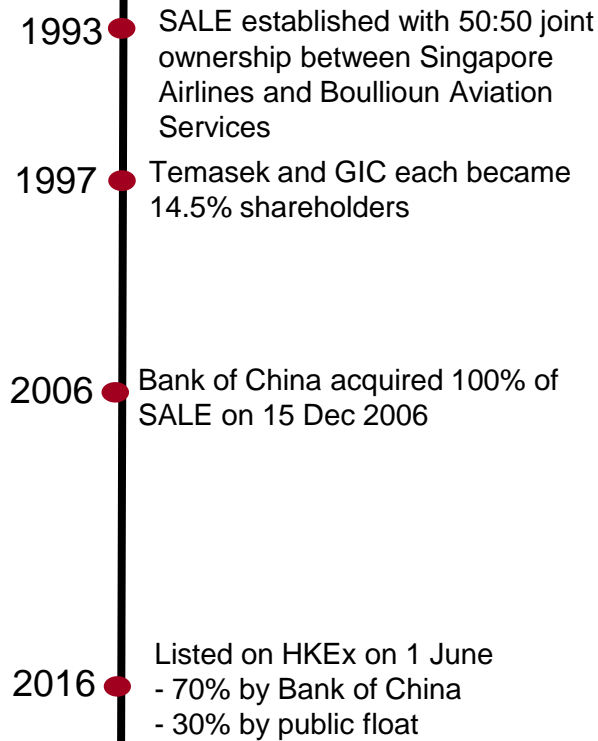 1993
SALE established with 50:50 joint
ownership between Singapore
Airlines and Boullioun Aviation
Services
1997
Temasek and GIC each became
14.5% shareholders
2006
Bank of China acquired 100% of
SALE on 15 Dec 2006
2016
Listed on HKEx on 1 June
- 70% by Bank of China
- 30% by public float